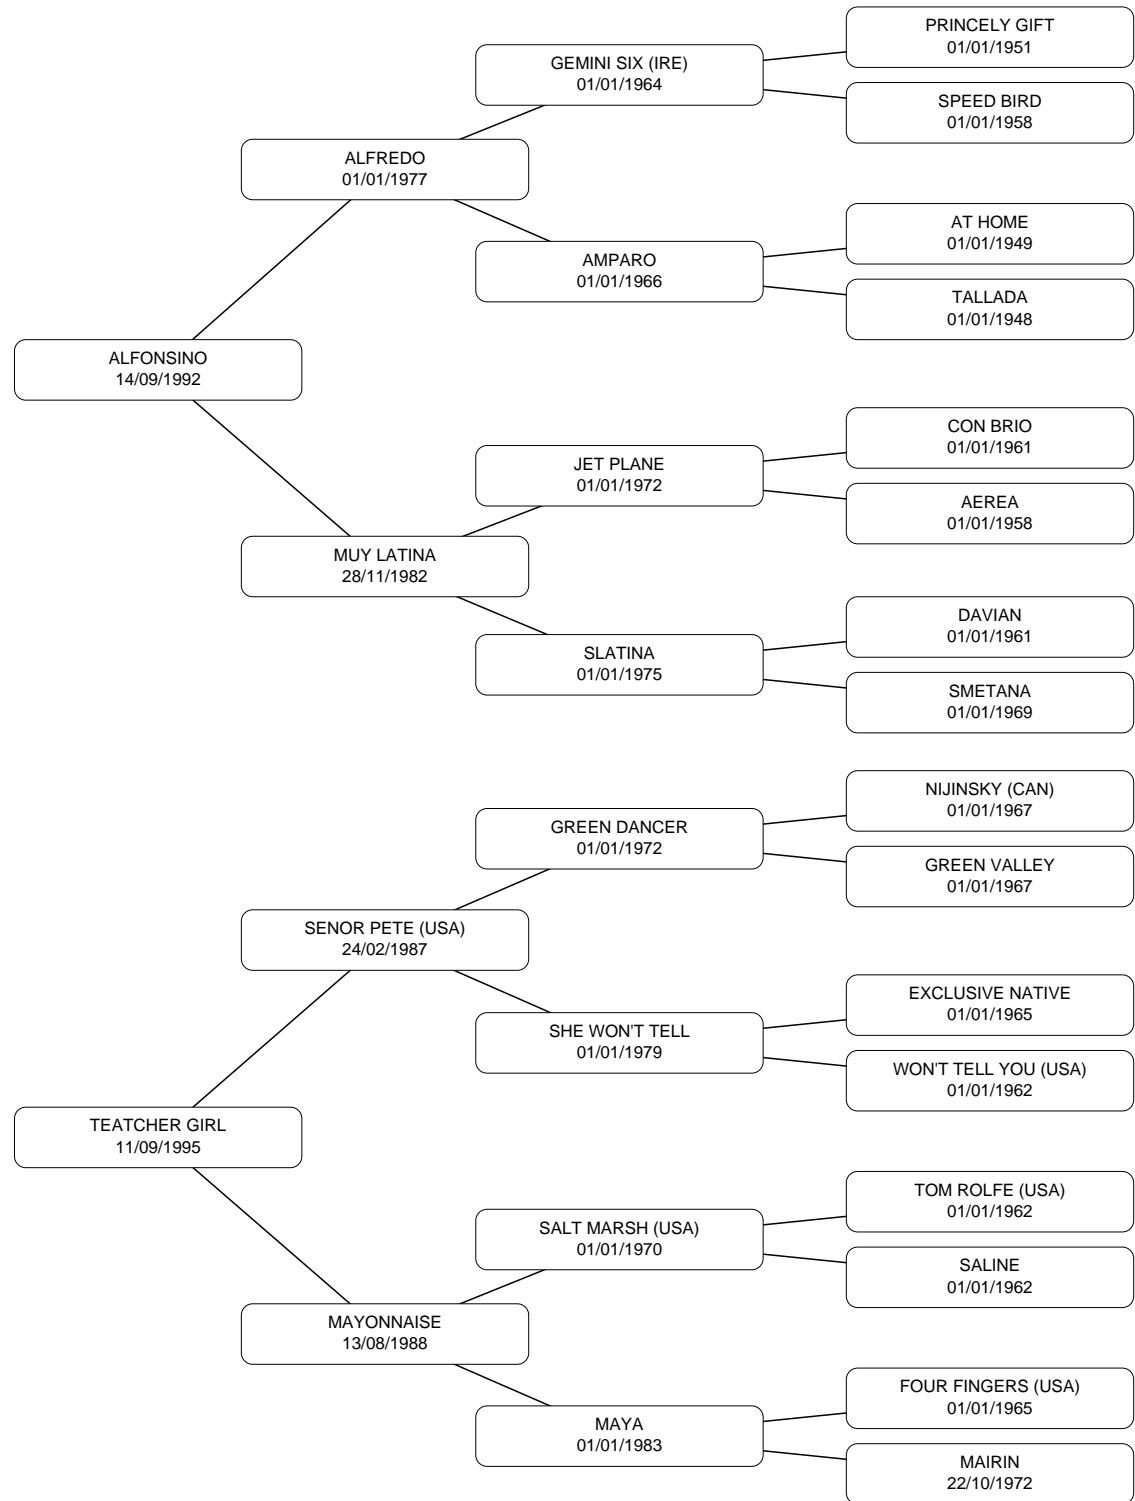 PRINCELY GIFT
01/01/1951
GEMINI SIX (IRE)
01/01/1964
SPEED BIRD
01/01/1958
ALFREDO
01/01/1977
AT HOME
01/01/1949
AMPARO
01/01/1966
TALLADA
01/01/1948
ALFONSINO
14/09/1992
CON BRIO
01/01/1961
JET PLANE
01/01/1972
AEREA
01/01/1958
MUY LATINA
28/11/1982
DAVIAN
01/01/1961
SLATINA
01/01/1975
SMETANA
01/01/1969
NIJINSKY (CAN)
01/01/1967
GREEN DANCER
01/01/1972
GREEN VALLEY
01/01/1967
SENOR PETE (USA)
24/02/1987
EXCLUSIVE NATIVE
01/01/1965
SHE WON'T TELL
01/01/1979
WON'T TELL YOU (USA)
01/01/1962
TEATCHER GIRL
11/09/1995
TOM ROLFE (USA)
01/01/1962
SALT MARSH (USA)
01/01/1970
SALINE
01/01/1962
MAYONNAISE
13/08/1988
FOUR FINGERS (USA)
01/01/1965
MAYA
01/01/1983
MAIRIN
22/10/1972